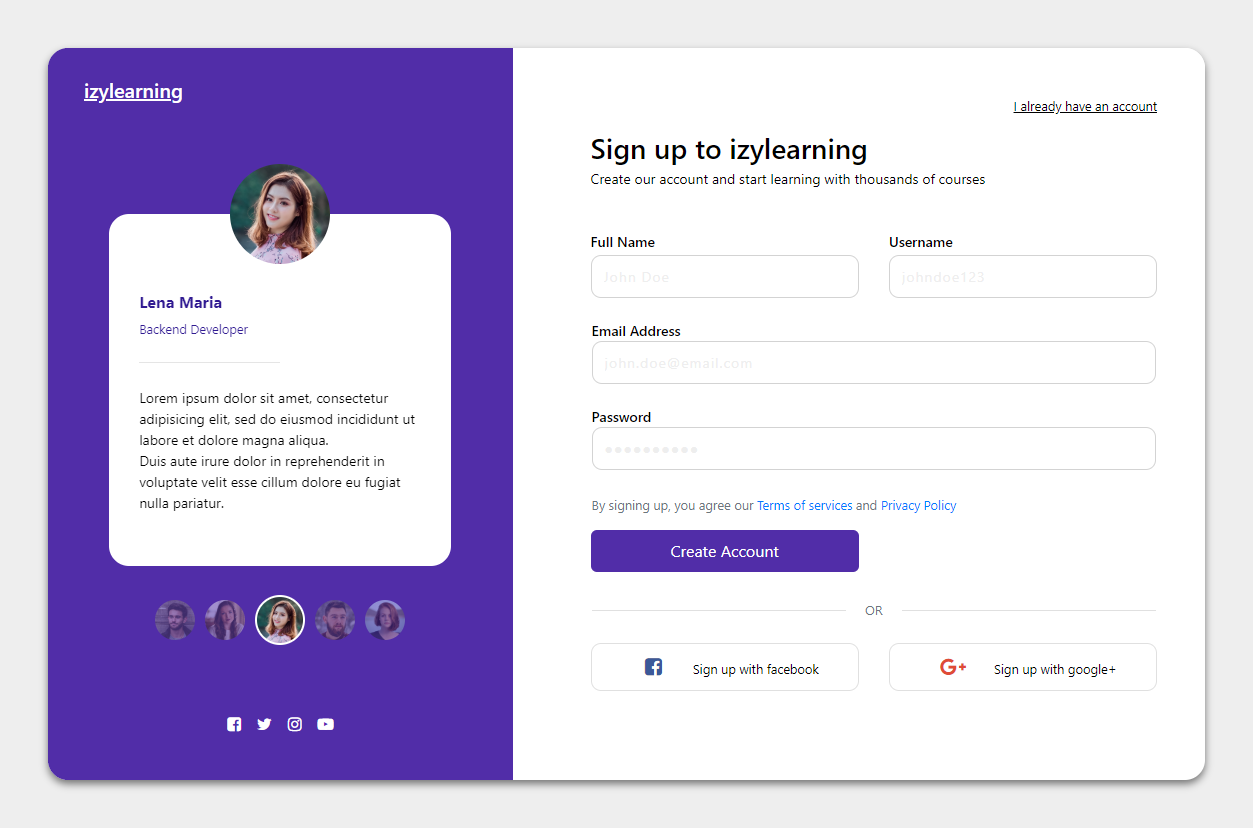 izylearning
Lena Maria
Backend Developer
Lorem ipsum dolor sit amet, consectetur
adipisicing elit, sed do eiusmod incididunt ut
labore et dolore magna aliqua.
Duis aute irure dolor in reprehenderit in
voluptate velit esse cillum dolore eu fugiat
nulla pariatur.
I already have an account
Sign up to izylearning
Create our account and start learning with thousands of courses
Full Name
Username
John Doe
johndoe123
Email Address
john.doe@email.com
Password
●●●●●●●●●●
By signing up, you agree our Terms of services and Privacy Policy
Create Account
OR
Sign up with facebook
G+ Sign up with google+